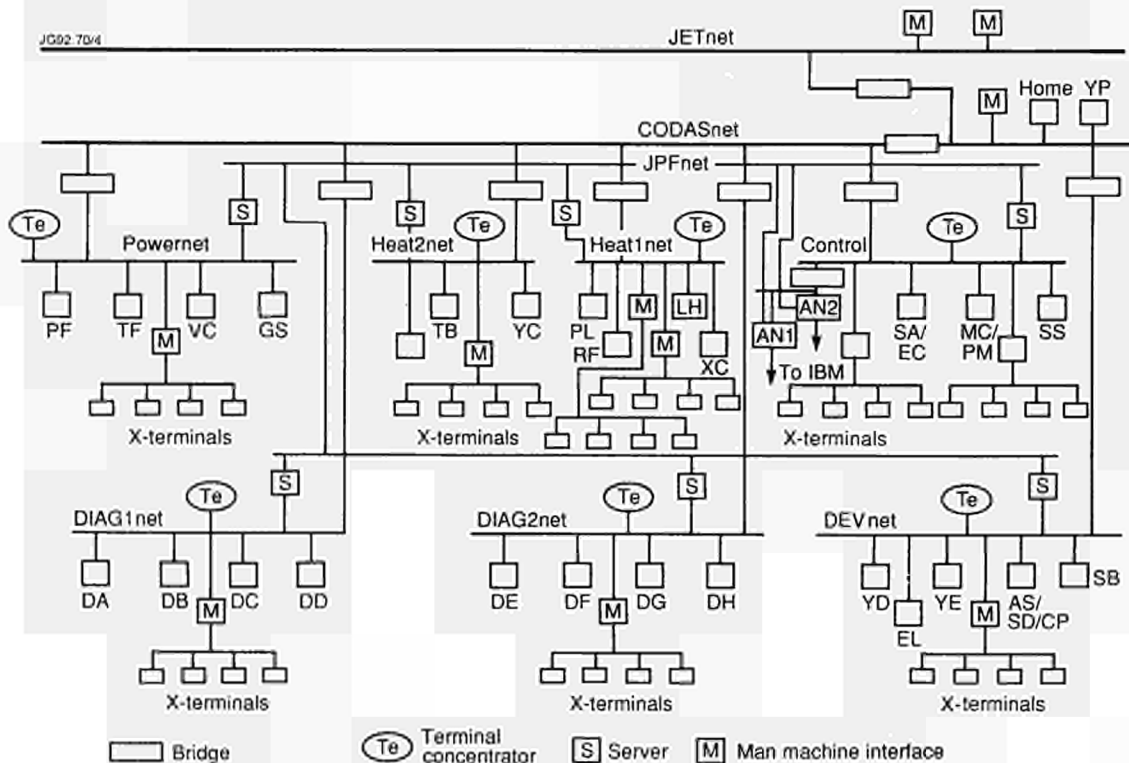 M M
JG92.70/4
JETnet
Home YP
M
CODASnet
JPFnet
S S S S
Te Te Te Te
Powernet Heat2net Heat1net Control
M LH AN2
PF TF VC GS TB YC PL AN1 SA/ MC/ SS
M M RF M XC EC PM
To IBM
X-terminals X-terminals X-terminals
S S S
Te Te Te
DIAG1net DIAG2net DEVnet
DA DB DC DD DE DF DG DH YD YE AS/ SB
M M EL M SD/CP
X-terminals X-terminals X-terminals
Bridge Te Terminal concentrator S Server M Man machine interface